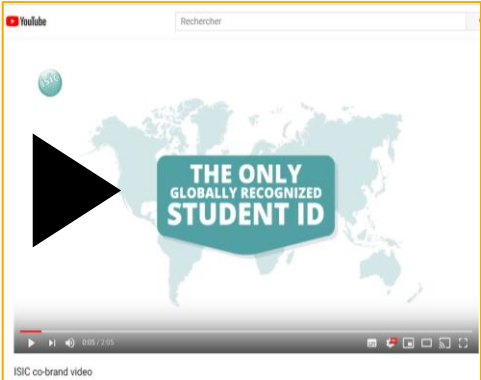 YouTube
Rechercher
ISIC
THE ONLY
GLOBALLY RECOGNIZED
STUDENT ID
0:05 / 2:05
ISIC co-brand video